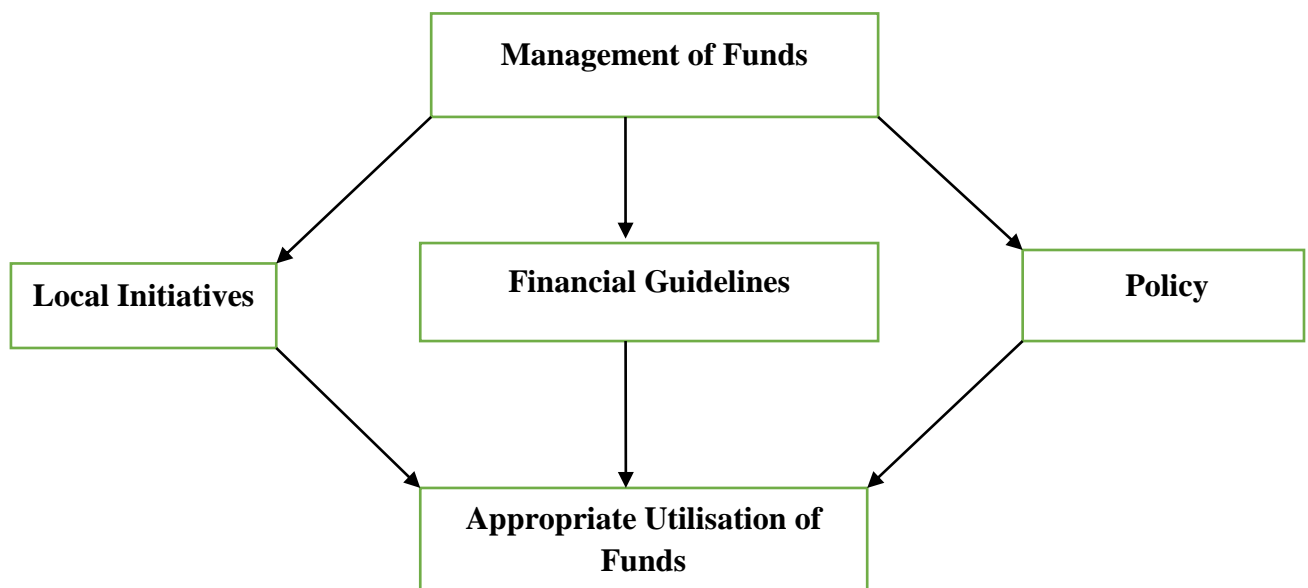 Management of Funds
Local Initiatives
Financial Guidelines
Policy
Appropriate Utilisation of
Funds